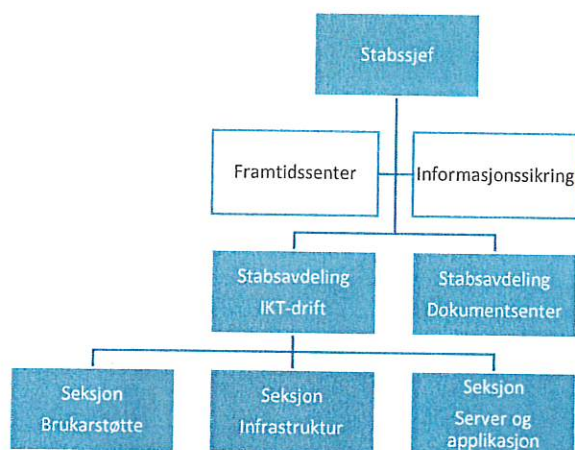 Stabssjef
Framtidssenter
Informasjonssikring
Stabsavdeling
IKT-drift
Stabsavdeling
Dokumentsenter
Seksjon
Brukarstøtte
Seksjon
Infrastruktur
Seksjon
Server og
applikasjon